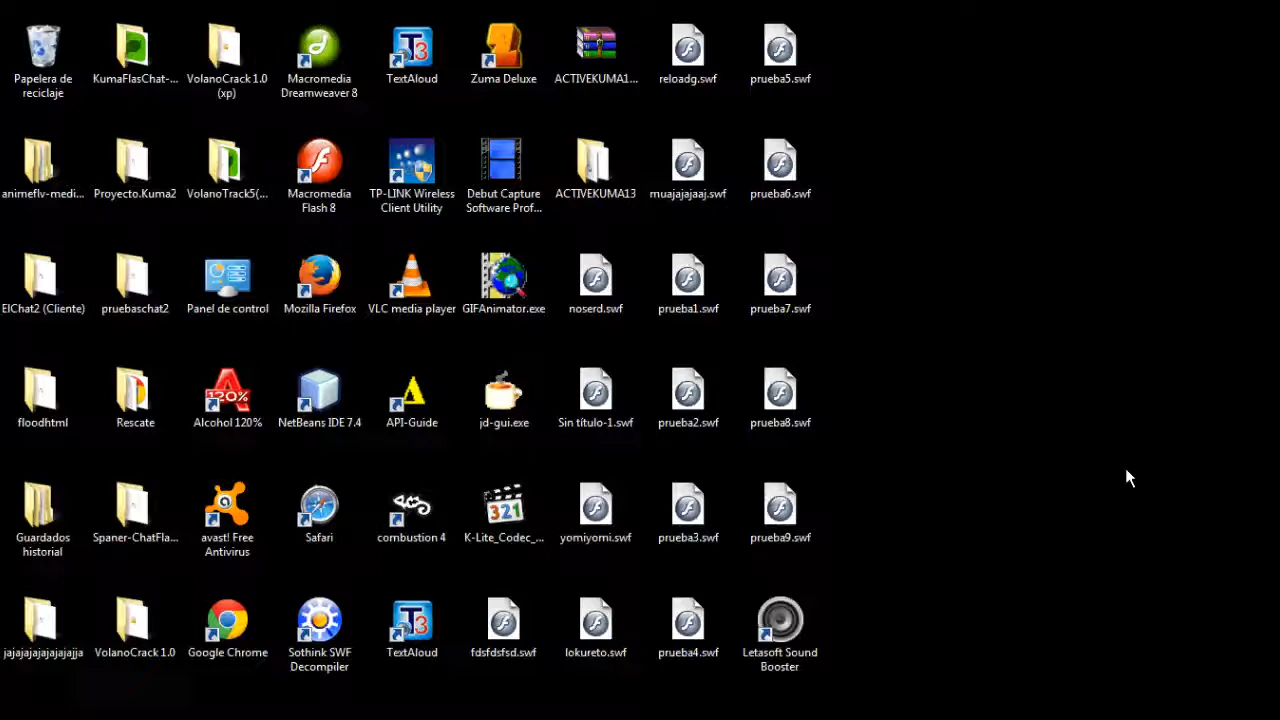 Papelera de
reciclaje
KumaFlasChat-...
VolanoCrack 1.0
(xp)
Macromedia
Dreamweaver 8
TextAloud
Zuma Deluxe
ACTIVEKUMA1...
reloadg.swf
prueba5.swf
animeflv-medi...
Proyecto.Kuma2
VolanoTrack5(...
Macromedia
Flash 8
TP-LINK Wireless
Client Utility
Debut Capture
Software Prof...
ACTIVEKUMA13
muajajajaaj.swf
prueba6.swf
ElChat2 (Cliente)
pruebaschat2
Panel de control
Mozilla Firefox
VLC media player
GIFAnimator.exe
noserd.swf
prueba1.swf
prueba7.swf
floodhtml
Rescate
120%
Alcohol 120%
NetBeans IDE 7.4
API-Guide
jd-gui.exe
Sin título-1.swf
prueba2.swf
prueba8.swf
Guardados
historial
Spaner-ChatFla...
avast! Free
Antivirus
Safari
combustion 4
321
K-Lite_Codec_...
yomiyomi.swf
prueba3.swf
prueba9.swf
jajajajajajajajjja
VolanoCrack 1.0
Google Chrome
Sothink SWF
Decompiler
TextAloud
fdsfdsfsd.swf
lokureto.swf
prueba4.swf
Letasoft Sound
Booster